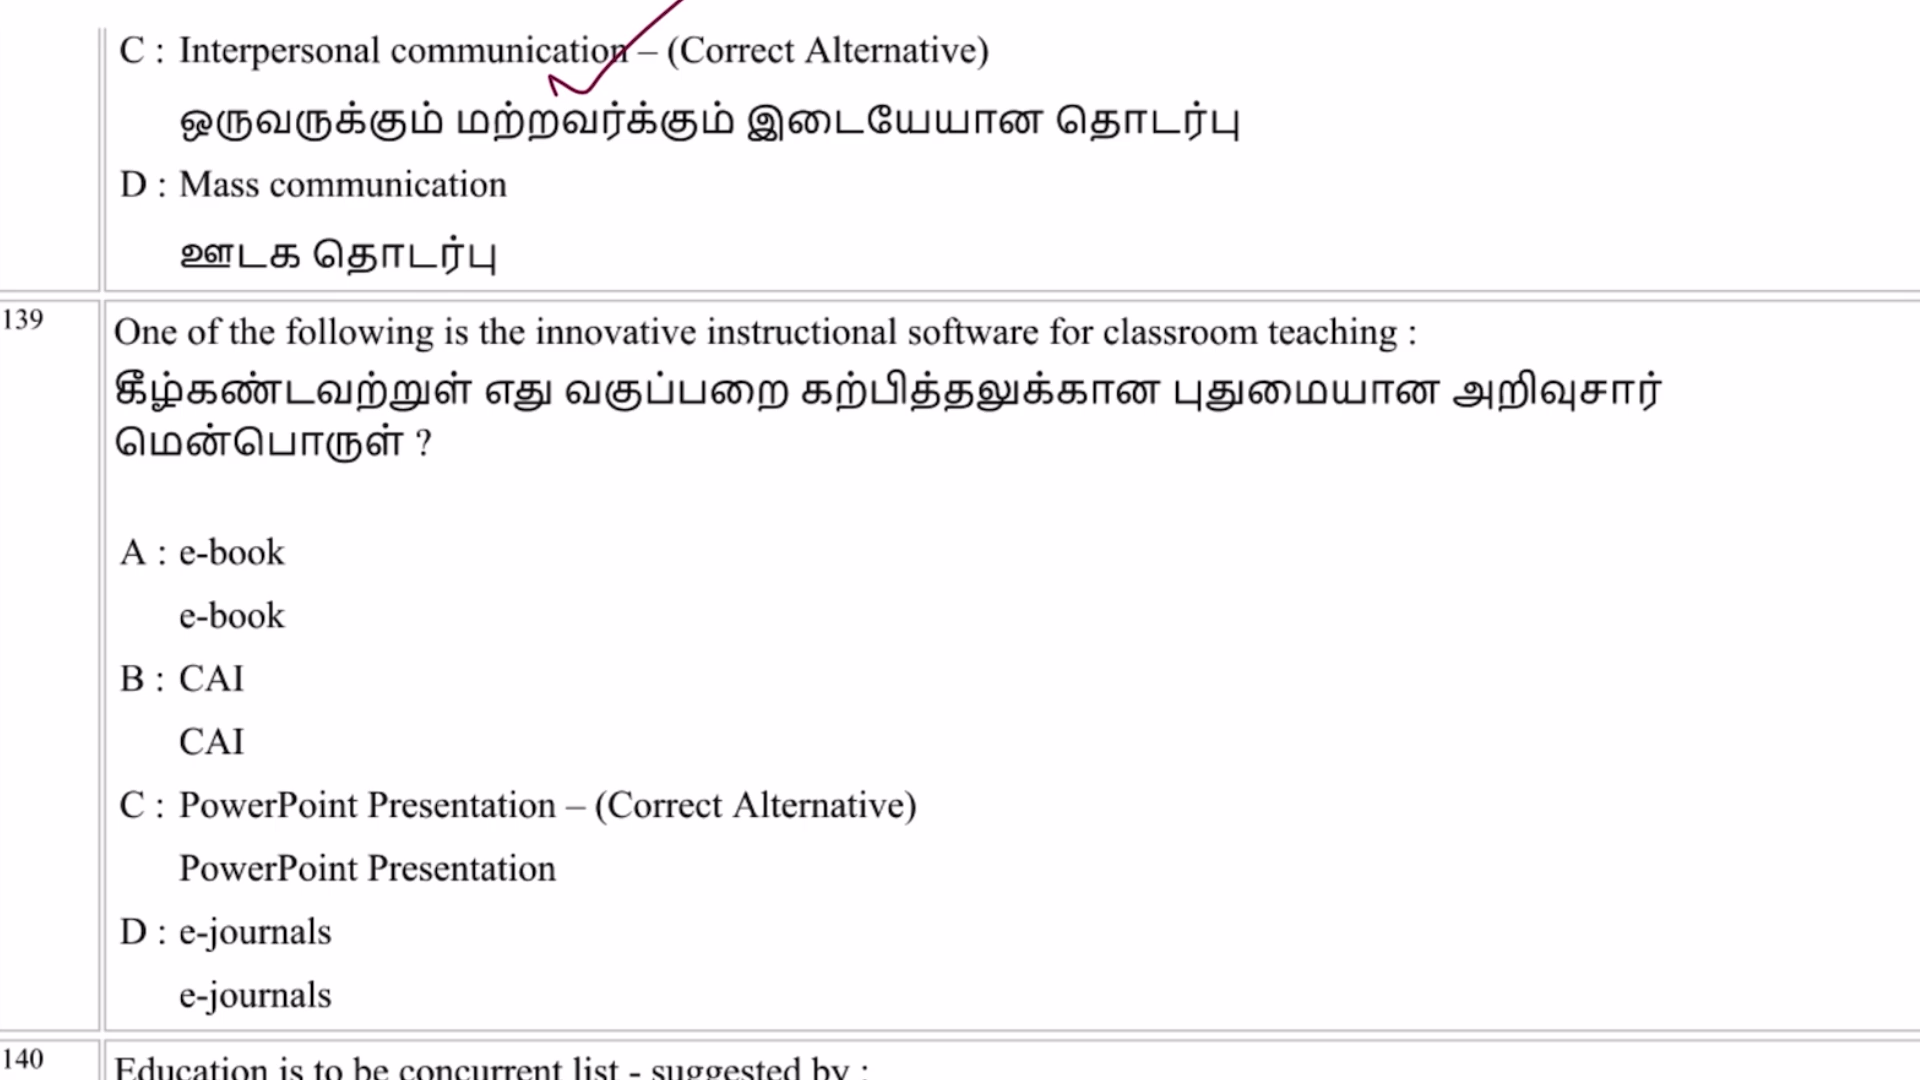 C : Interpersonal communication – (Correct Alternative)
ஒருவருக்கும் மற்றவர்க்கும் இடையேயான தொடர்பு
D : Mass communication
ஊடக தொடர்பு
139
One of the following is the innovative instructional software for classroom teaching :
கீழ்கண்டவற்றுள் எது வகுப்பறை கற்பித்தலுக்கான புதுமையான அறிவுசார்
மென்பொருள் ?
A : e-book
e-book
B : CAI
CAI
C : PowerPoint Presentation – (Correct Alternative)
PowerPoint Presentation
D : e-journals
e-journals
140
Education is to be concurrent list - suggested by :